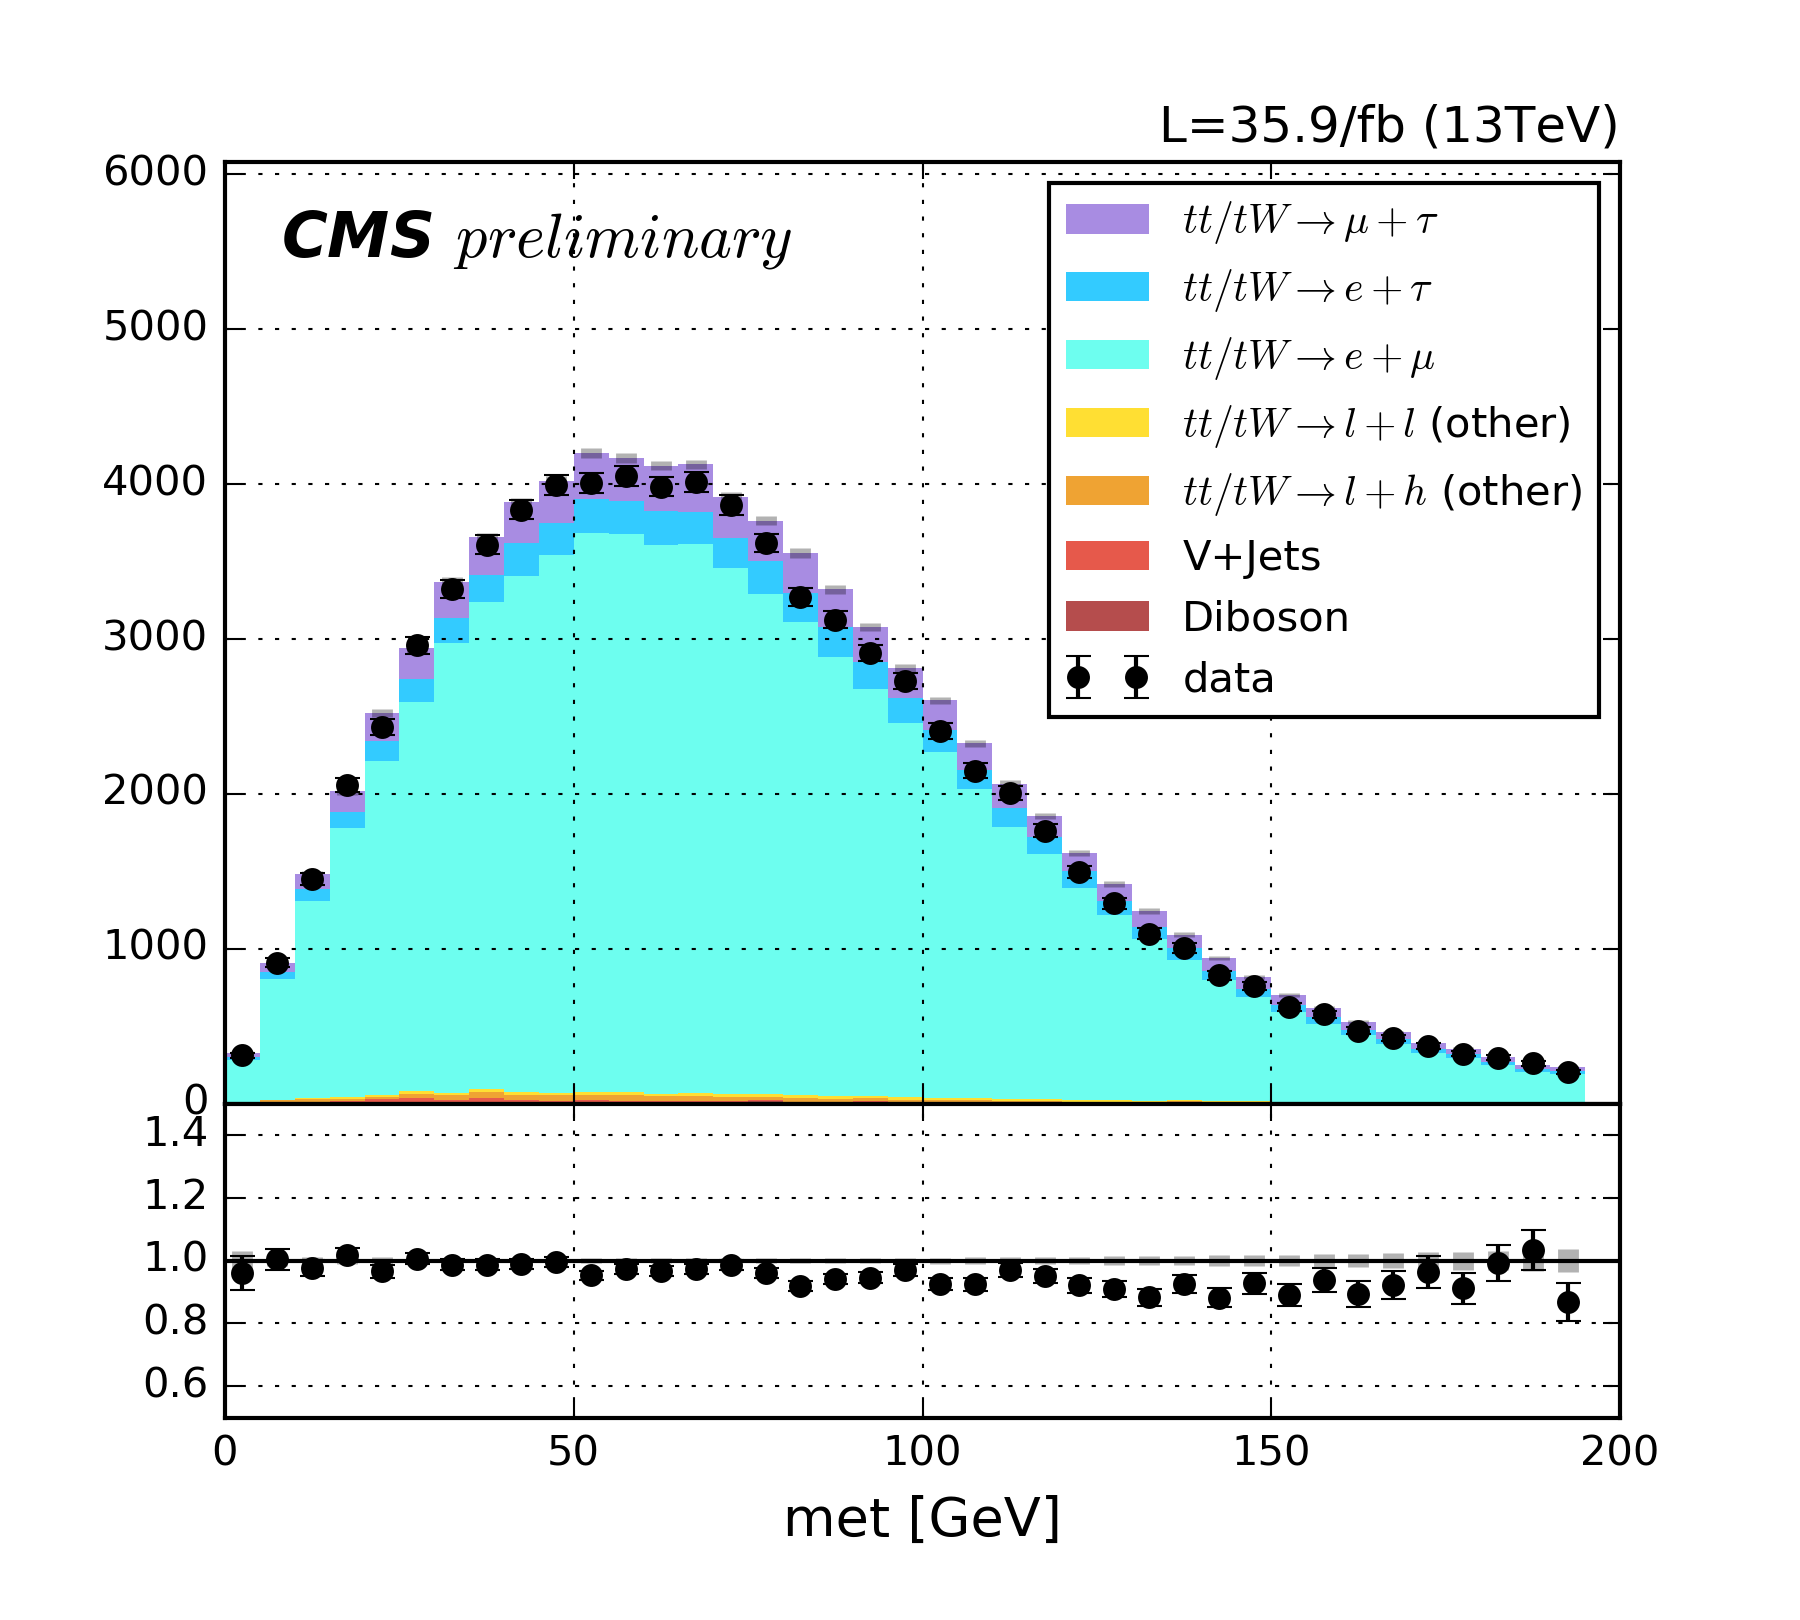 L=35.9/fb (13TeV)
CMS preliminary
6000
5000
4000
3000
2000
1000
0
tt/tW→μ+τ
tt/tW→e+τ
tt/tW→e+μ
tt/tW→l+l (other)
tt/tW→l+h (other)
V+Jets
Diboson
data
1.4
1.2
1.0
0.8
0.6
0 50 100 150 200
met [GeV]